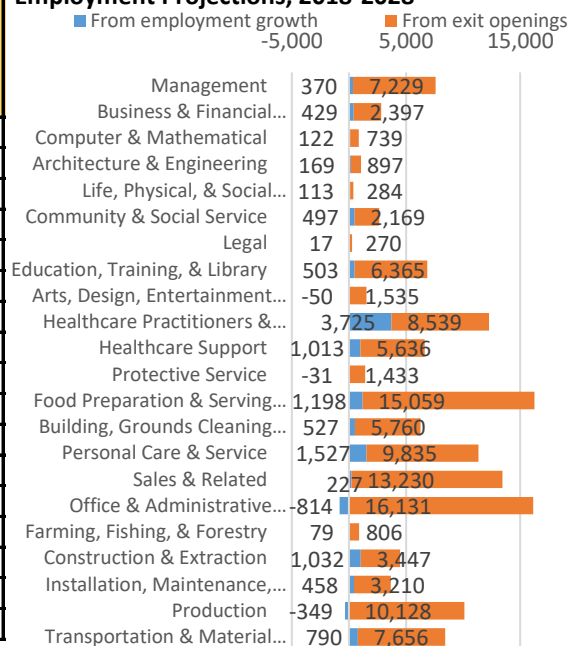 Employment Projections, 2018-2028
From employment growth From exit openings
-5,000 5,000 15,000
Management 370 7,229
Business & Financial... 429 2,397
Computer & Mathematical 122 739
Architecture & Engineering 169 897
Life, Physical, & Social... 113 284
Community & Social Service 497 2,169
Legal 17 270
Education, Training, & Library 503 6,365
Arts, Design, Entertainment... -50 1,535
Healthcare Practitioners &... 3,725 8,539
Healthcare Support 1,013 5,636
Protective Service -31 1,433
Food Preparation & Serving... 1,198 15,059
Building, Grounds Cleaning... 527 5,760
Personal Care & Service 1,527 9,835
Sales & Related 227 13,230
Office & Administrative... -814 16,131
Farming, Fishing, & Forestry 79 806
Construction & Extraction 1,032 3,447
Installation, Maintenance,... 458 3,210
Production -349 10,128
Transportation & Material... 790 7,656